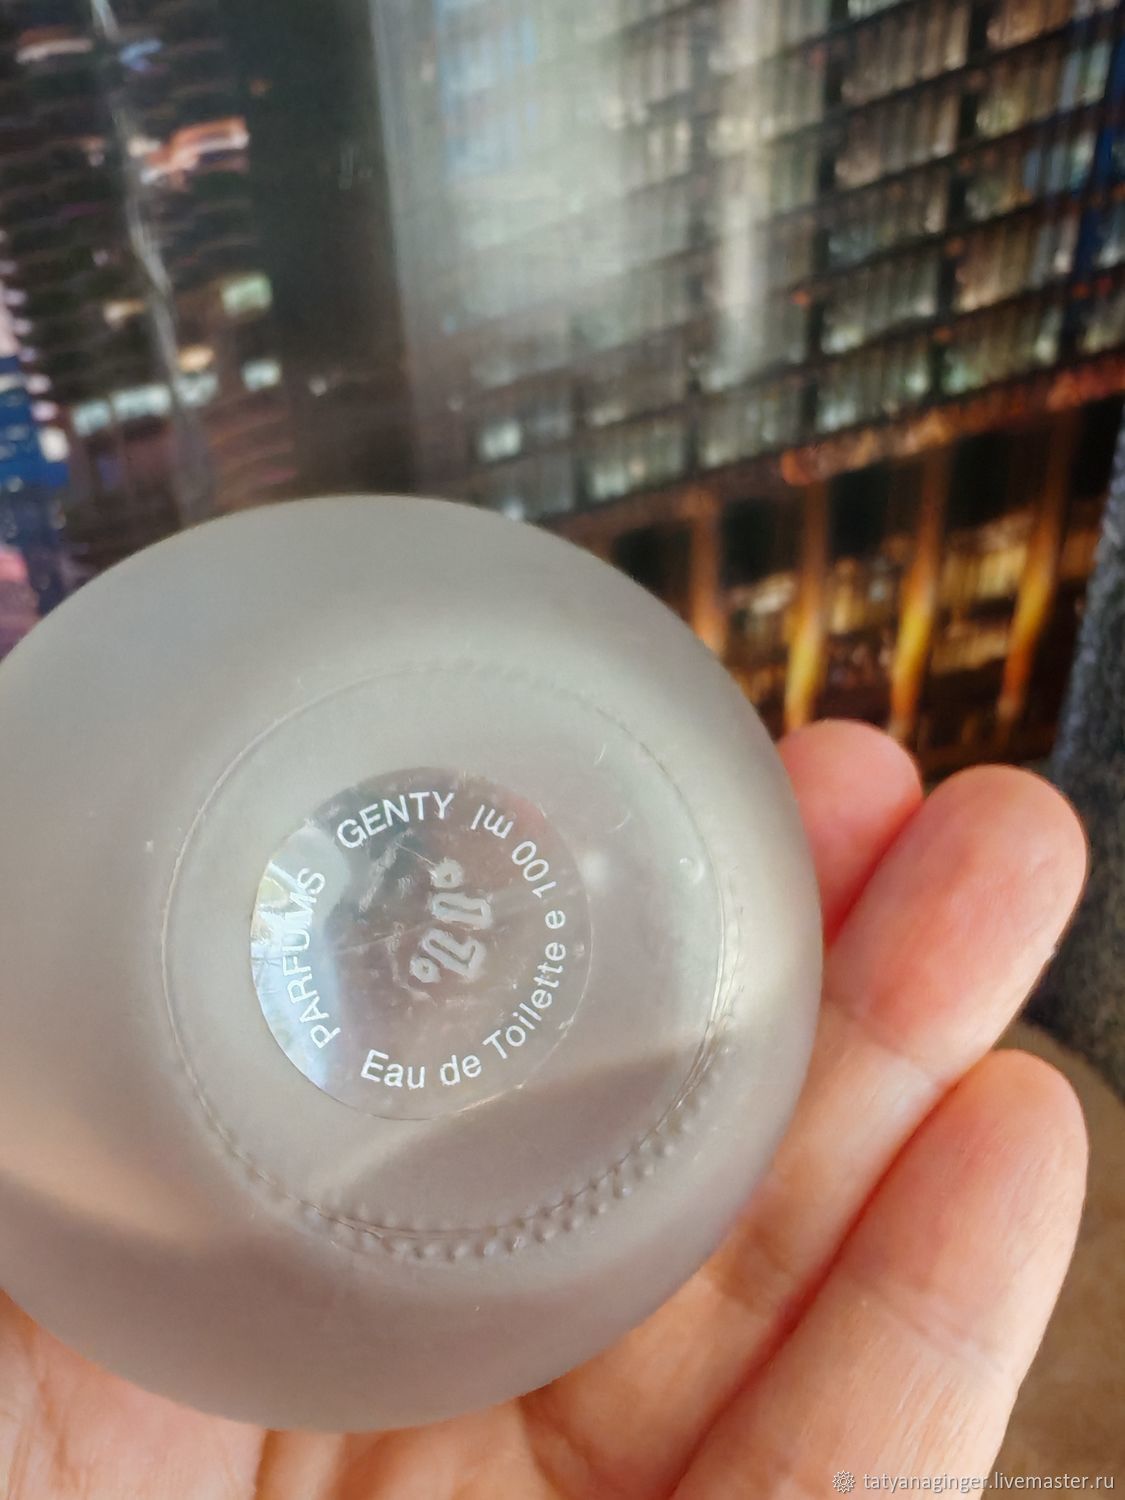 PARFUMS GENTY
Eau de Toilette e 100 ml
tatyanaginger.livemaster.ru